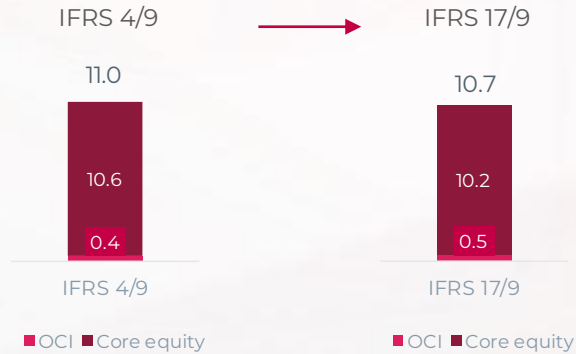 IFRS 4/9
IFRS 17/9
11.0
10.7
10.6
10.2
0.4
0.5
IFRS 4/9
IFRS 17/9
OCI Core equity
OCI Core equity